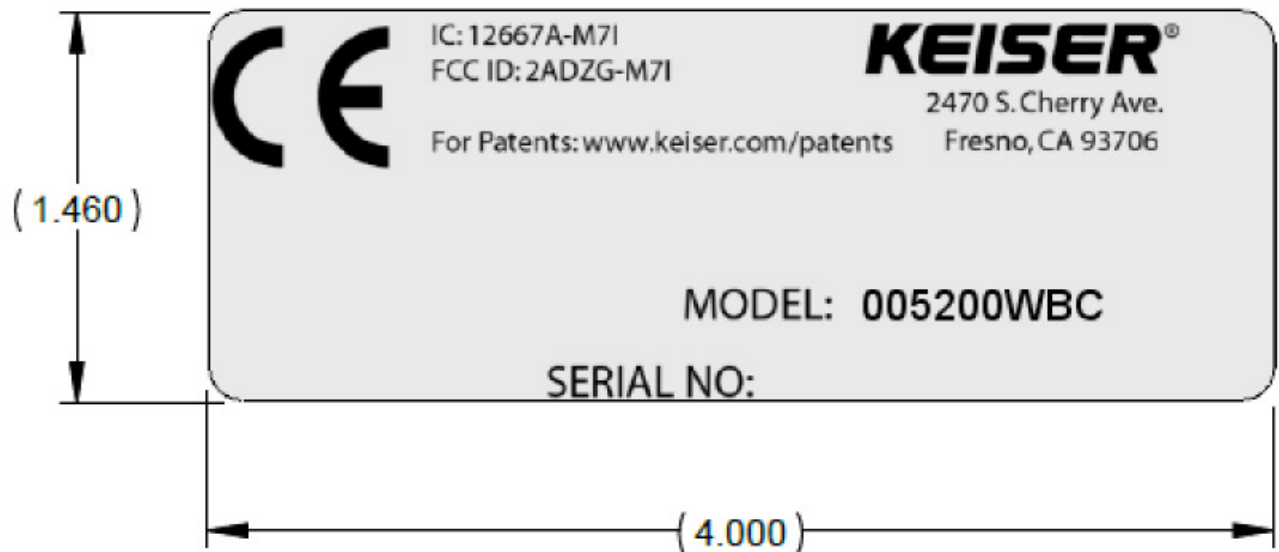 CE
IC: 12667A-M7I
FCC ID: 2ADZG-M7I
For Patents: www.keiser.com/patents
KEISER®
2470 S. Cherry Ave.
Fresno, CA 93706
(1.460)
MODEL: 005200WBC
SERIAL NO:
(4.000)